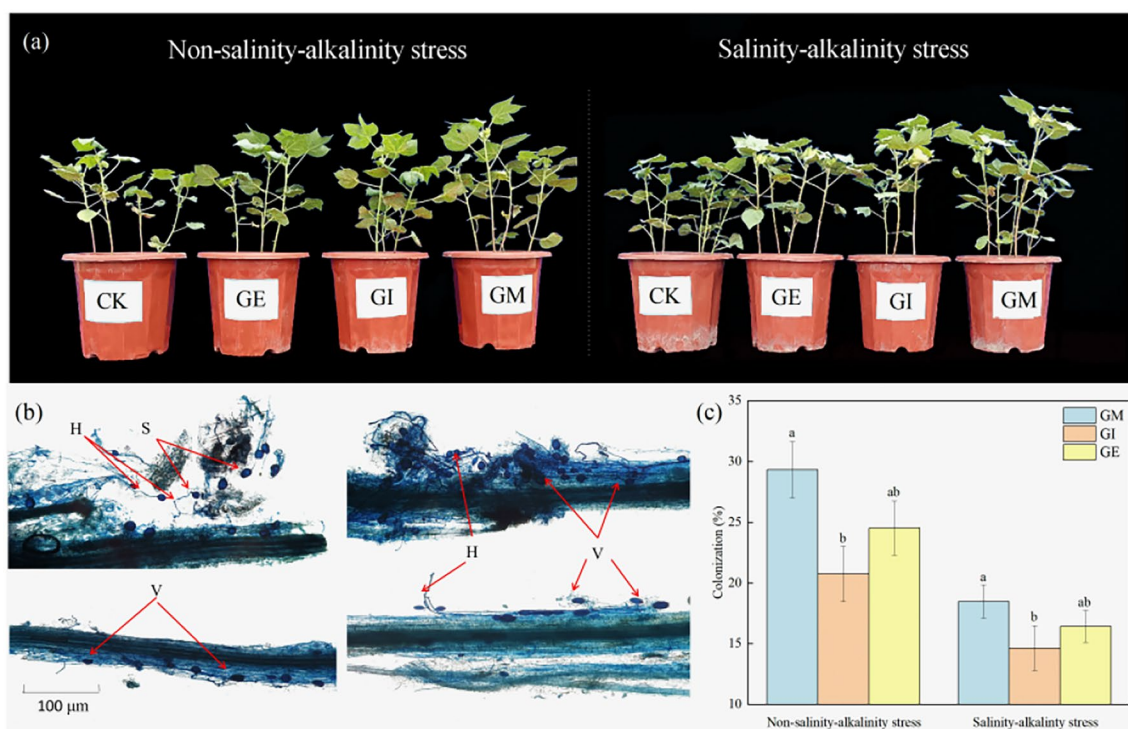 (a)
Non-salinity-alkalinity stress
Salinity-alkalinity stress
CK
GE
GI
GM
CK
GE
GI
GM
(b)
H
S
V
H
V
100 μm
(c)
GM
GI
GE
35
30
25
20
15
10
Colonization (%)
a
b
ab
a
b
ab
Non-salinity-alkalinity stress
Salinity-alkalinty stress